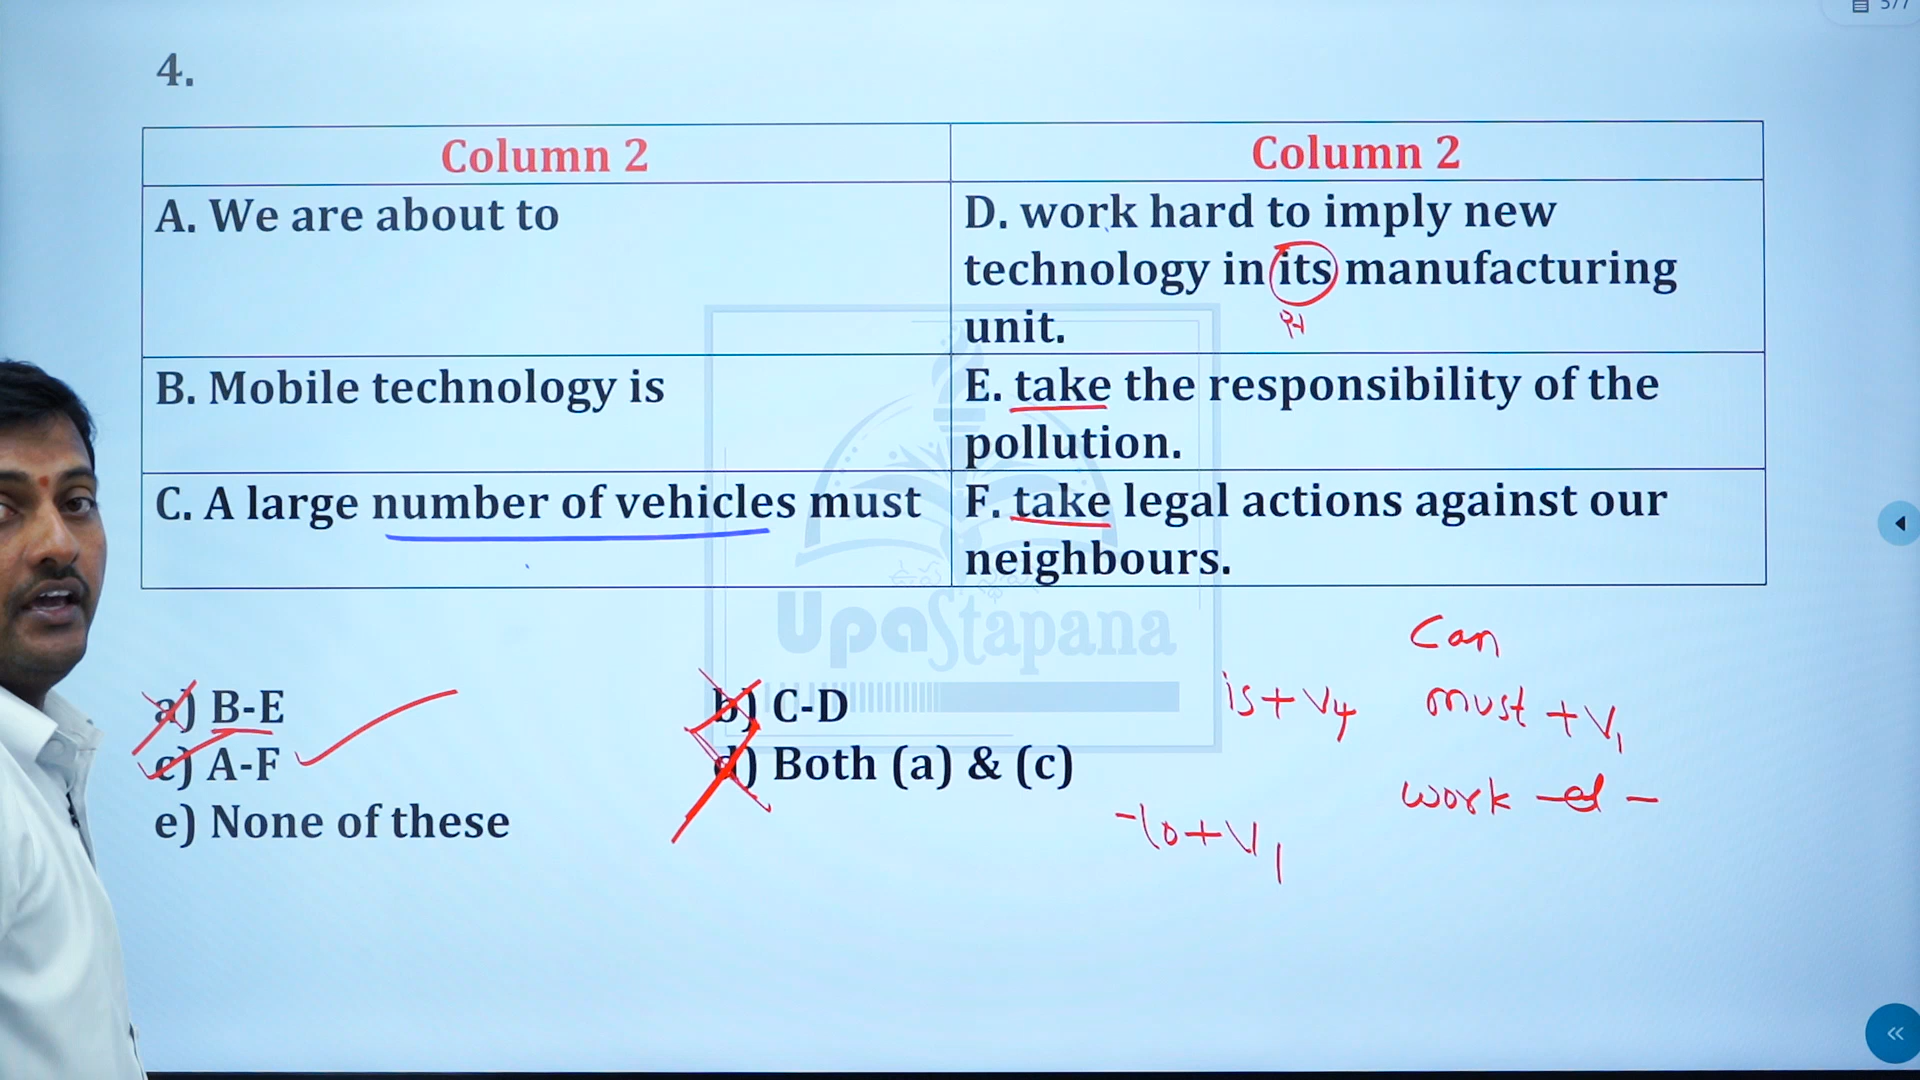 577
4.
Column 2
Column 2
A. We are about to
D. work hard to imply new
technology in its manufacturing
unit.
B. Mobile technology is
E. take the responsibility of the
pollution.
C. A large number of vehicles must
F. take legal actions against our
neighbours.
UpaStapana
a) B-E
b) C-D
c) A-F
d) Both (a) & (c)
e) None of these
Can
is + V4
must + V1
work -ed -
to + V1